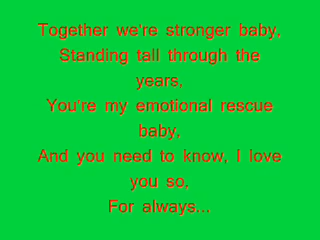 Together we're stronger baby,
Standing tall through the
years,
You're my emotional rescue
baby,
And you need to know, I love
you so,
For always...